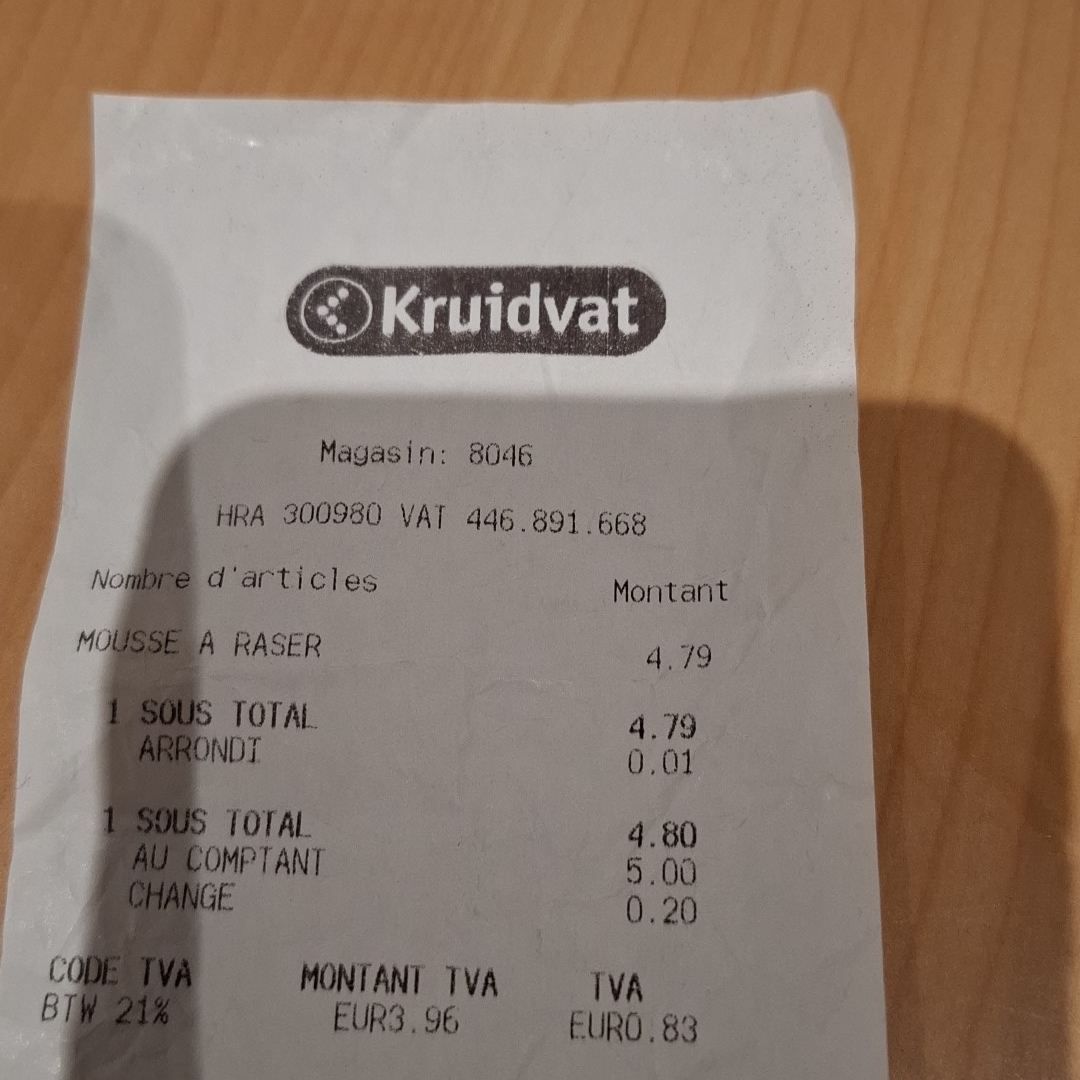 Kruidvat
Magasin: 8046
HRA 300980 VAT 446.891.668
Nombre d'articles Montant
MOUSSE A RASER 4.79
1 SOUS TOTAL 4.79
ARRONDI 0.01
1 SOUS TOTAL 4.80
AU COMPTANT 5.00
CHANGE 0.20
CODE TVA MONTANT TVA TVA
BTW 21% EUR3.96 EUR0.83